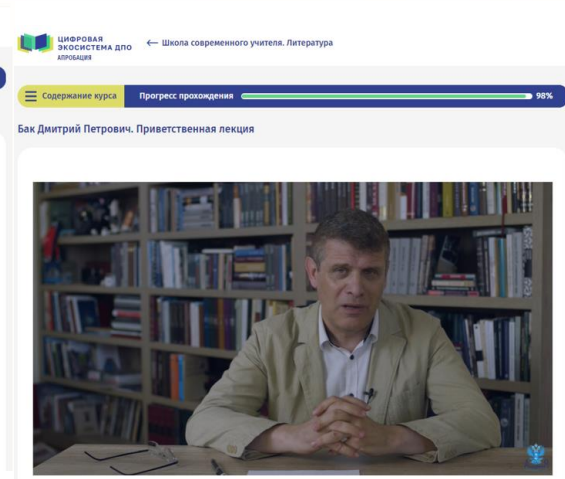 ЦИФРОВАЯ
ЭКОСИСТЕМА ДПО
АПРОБАЦИЯ
← Школа современного учителя. Литература
Содержание курса
Прогресс прохождения
98%
Бак Дмитрий Петрович. Приветственная лекция